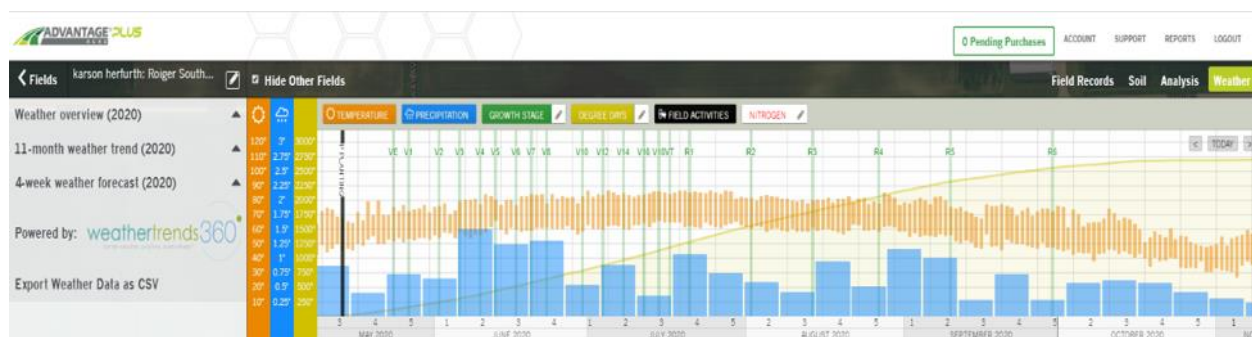 ADVANTAGE PLUS
0 Pending Purchases
ACCOUNT
SUPPORT
REPORTS
LOGOUT
Fields
karson herfurth: Roiger South...
Hide Other Fields
Field Records
Soil
Analysis
Weather
Weather overview (2020)
11-month weather trend (2020)
4-week weather forecast (2020)
Powered by: weathertrends360°
Export Weather Data as CSV
TEMPERATURE
PRECIPITATION
GROWTH STAGE
DEGREE DAYS
FIELD ACTIVITIES
NITROGEN
< TODAY >
120° 3" 3000°
110° 2.75" 2750°
100° 2.5" 2500°
90° 2.25" 2250°
80° 2" 2000°
70° 1.75" 1750°
60° 1.5" 1500°
50° 1.25" 1250°
40° 1" 1000°
30° 0.75" 750°
20° 0.5" 500°
10° 0.25" 250°
VE V1 V2 V3 V4 V5 V6 V7 V8 V10 V12 V14 V16 V18 VT R1 R2 R3 R4 R5 R6
3 4 5 1 2 3 4 1 2 3 4 5 2 3 4 5 1 2 3 4 5 2 3 4 5 1
MAY 2020
JUNE 2020
JULY 2020
AUGUST 2020
SEPTEMBER 2020
OCTOBER 2020